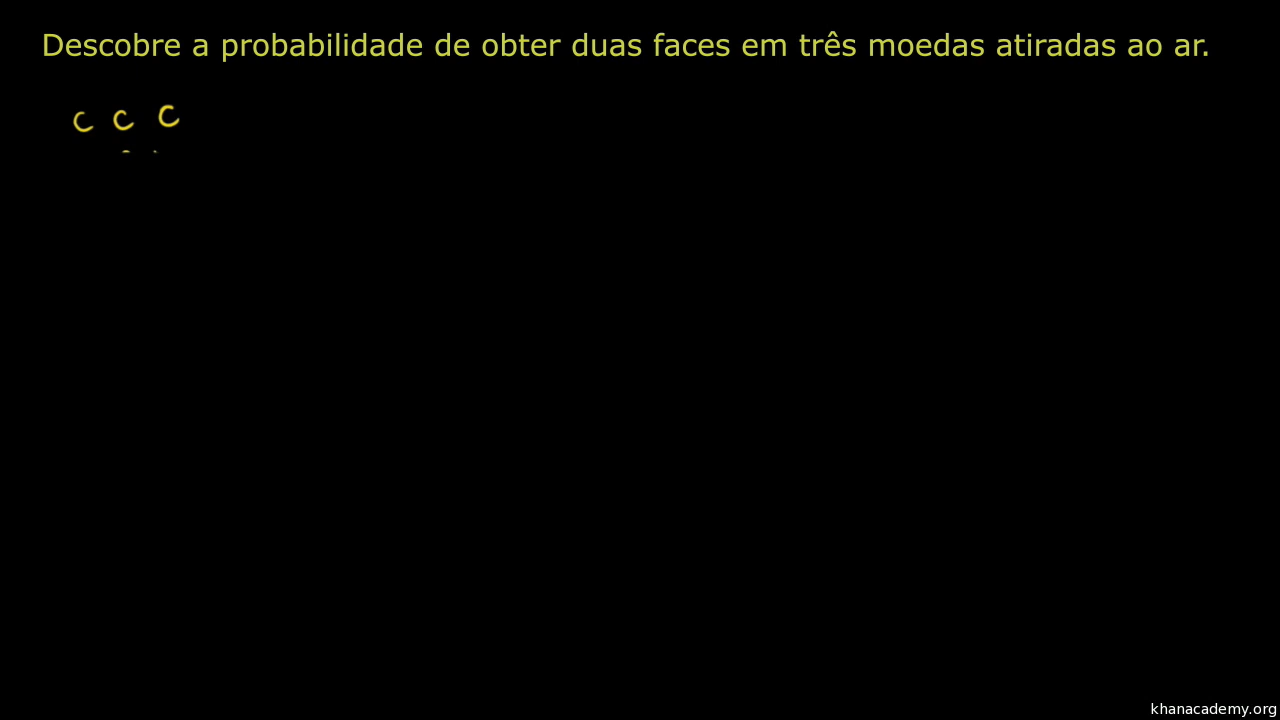 Descobre a probabilidade de obter duas faces em três moedas atiradas ao ar.
C C C
khanacademy.org